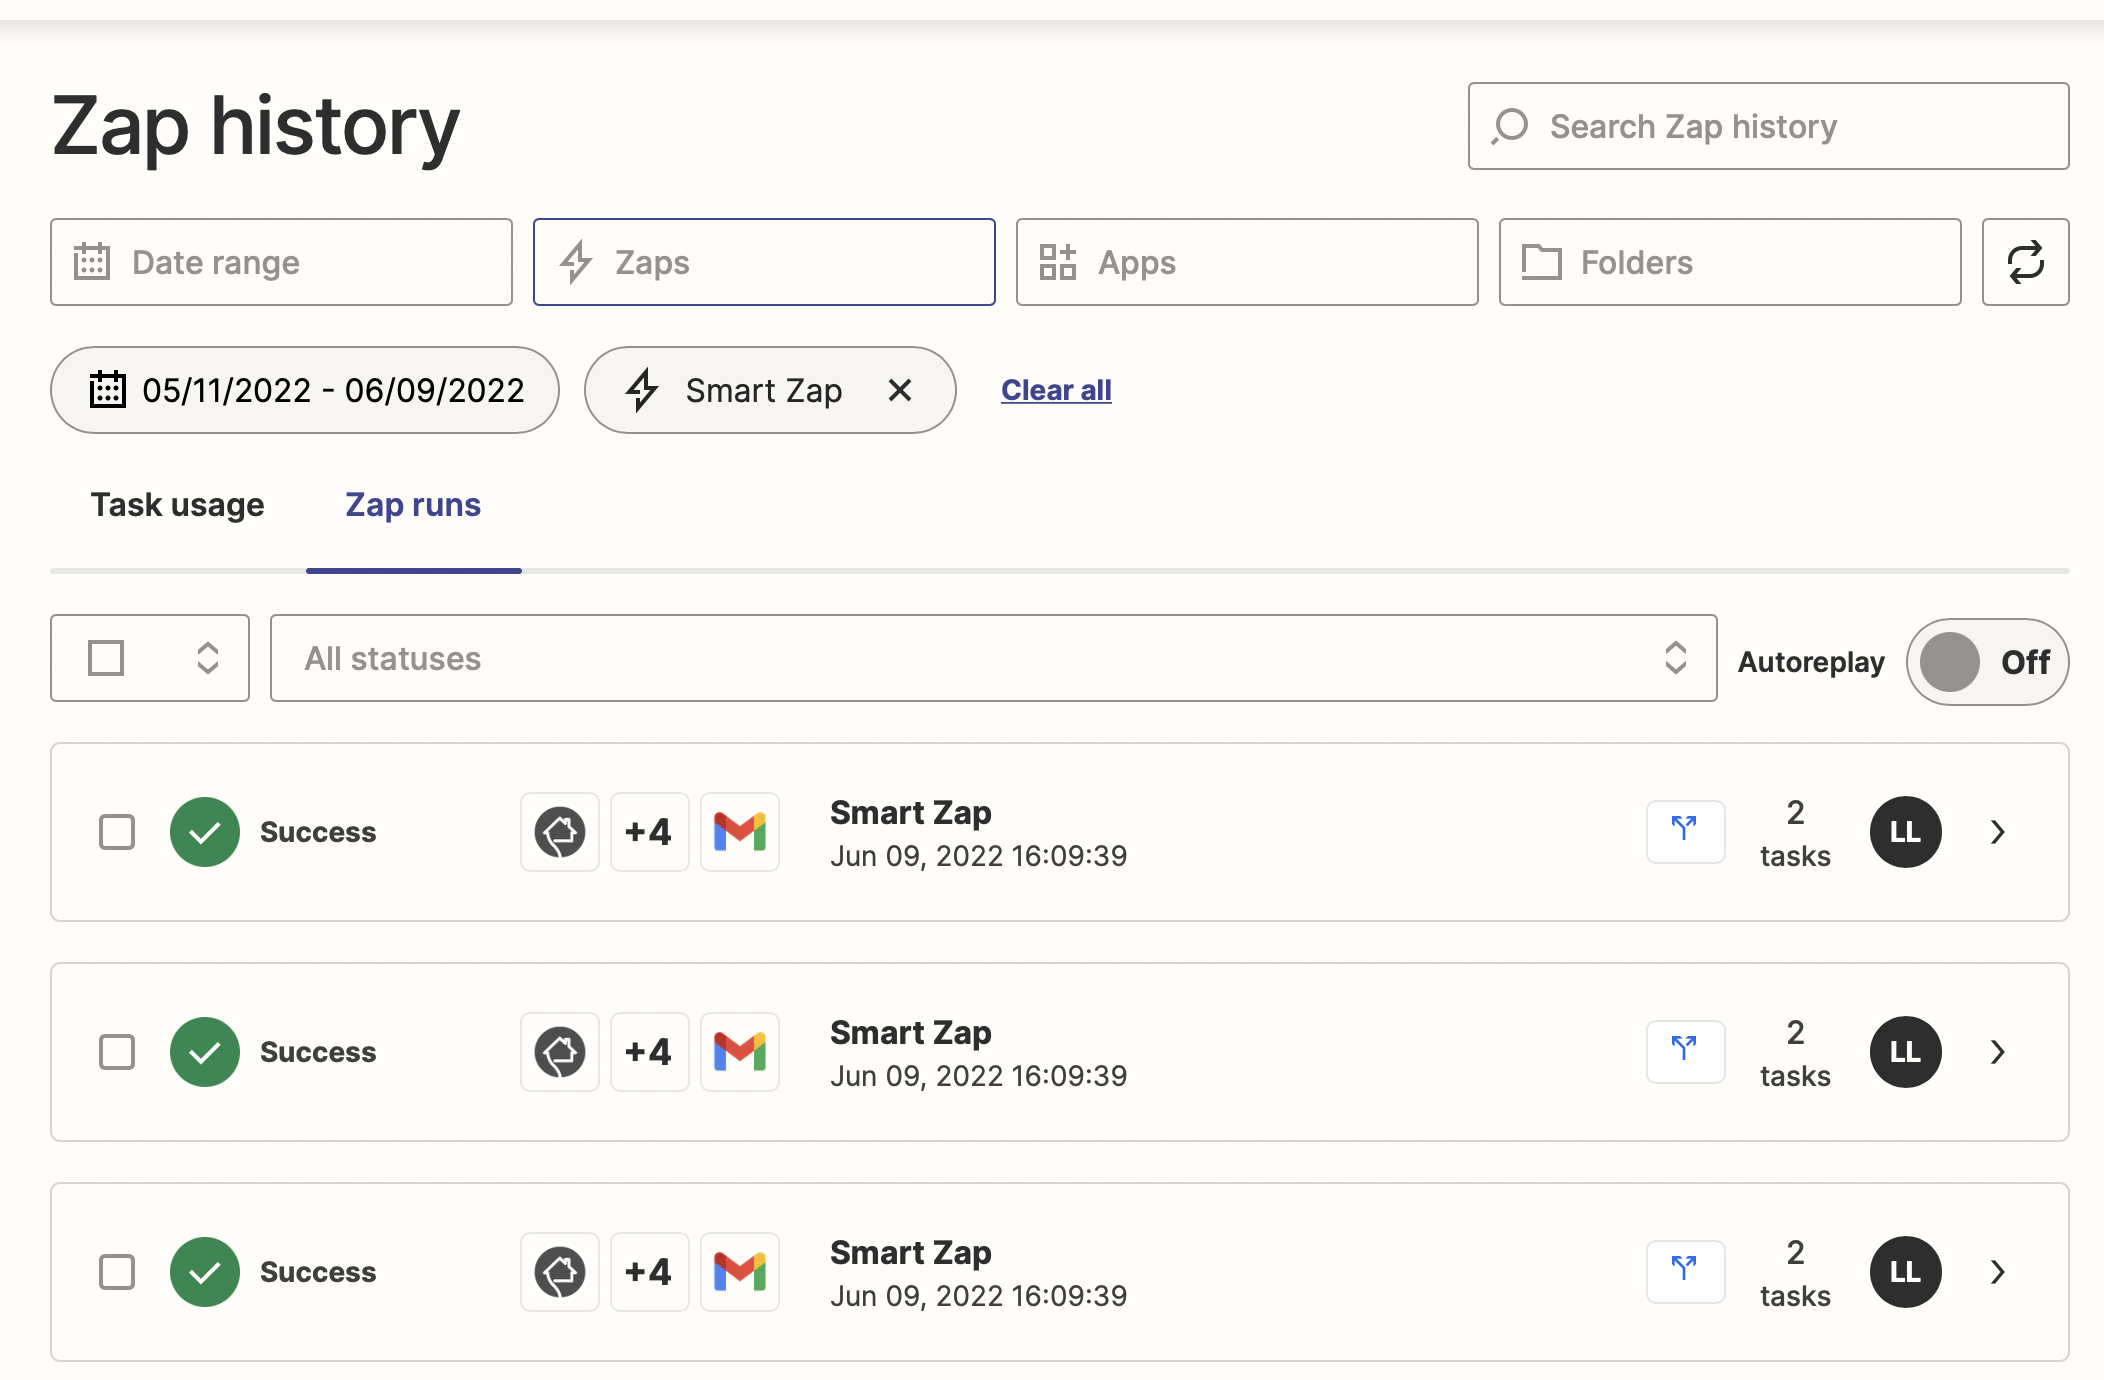 Zap history
Search Zap history
Date range
Zaps
Apps
Folders
05/11/2022 - 06/09/2022
Smart Zap
Clear all
Task usage
Zap runs
All statuses
Autoreplay
Off
Success
+4
Smart Zap
Jun 09, 2022 16:09:39
2
tasks
LL
Success
+4
Smart Zap
Jun 09, 2022 16:09:39
2
tasks
LL
Success
+4
Smart Zap
Jun 09, 2022 16:09:39
2
tasks
LL